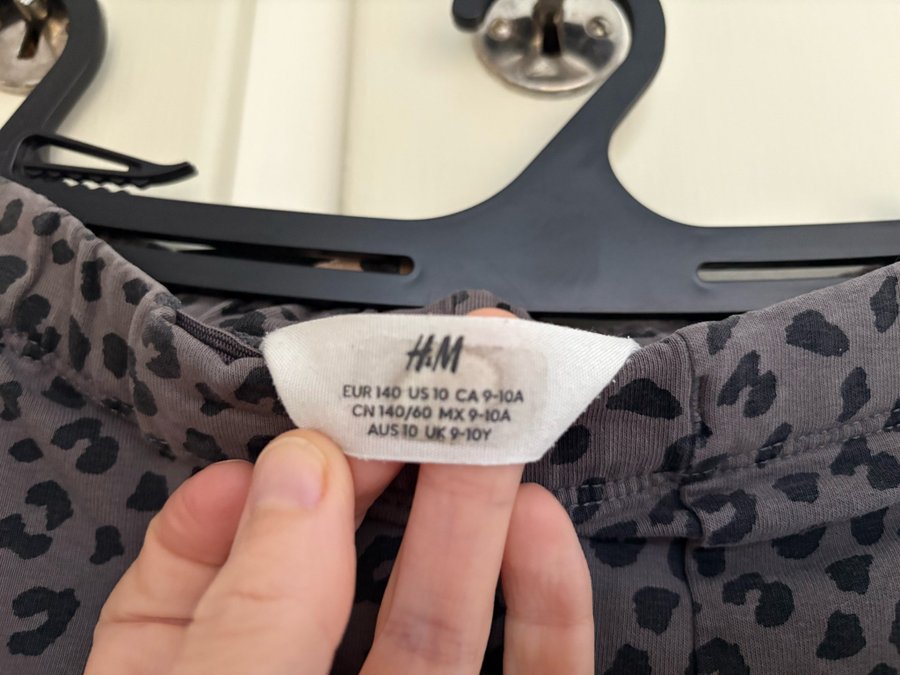 H&M
EUR 140 US 10 CA 9-10A
CN 140/60 MX 9-10A
AUS 10 UK 9-10Y